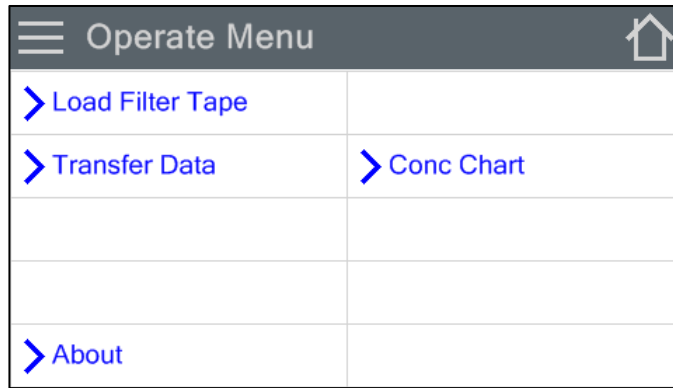 Operate Menu
Load Filter Tape
Transfer Data
Conc Chart
About